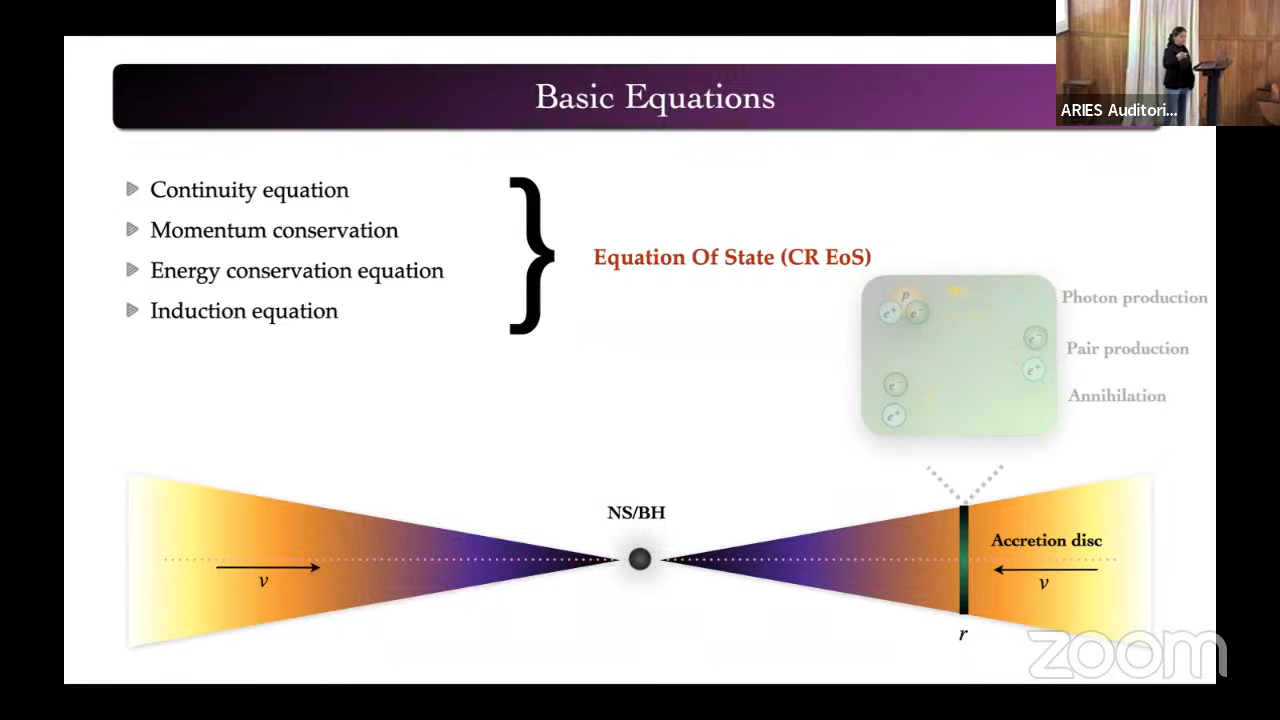 Basic Equations
ARIES Auditori...
Continuity equation
Momentum conservation
Energy conservation equation
Induction equation
}
Equation Of State (CR EoS)
p
e⁺ e⁻
e⁻
e⁺
e⁻
e⁺
Photon production
Pair production
Annihilation
NS/BH
Accretion disc
v
v
r
zoom